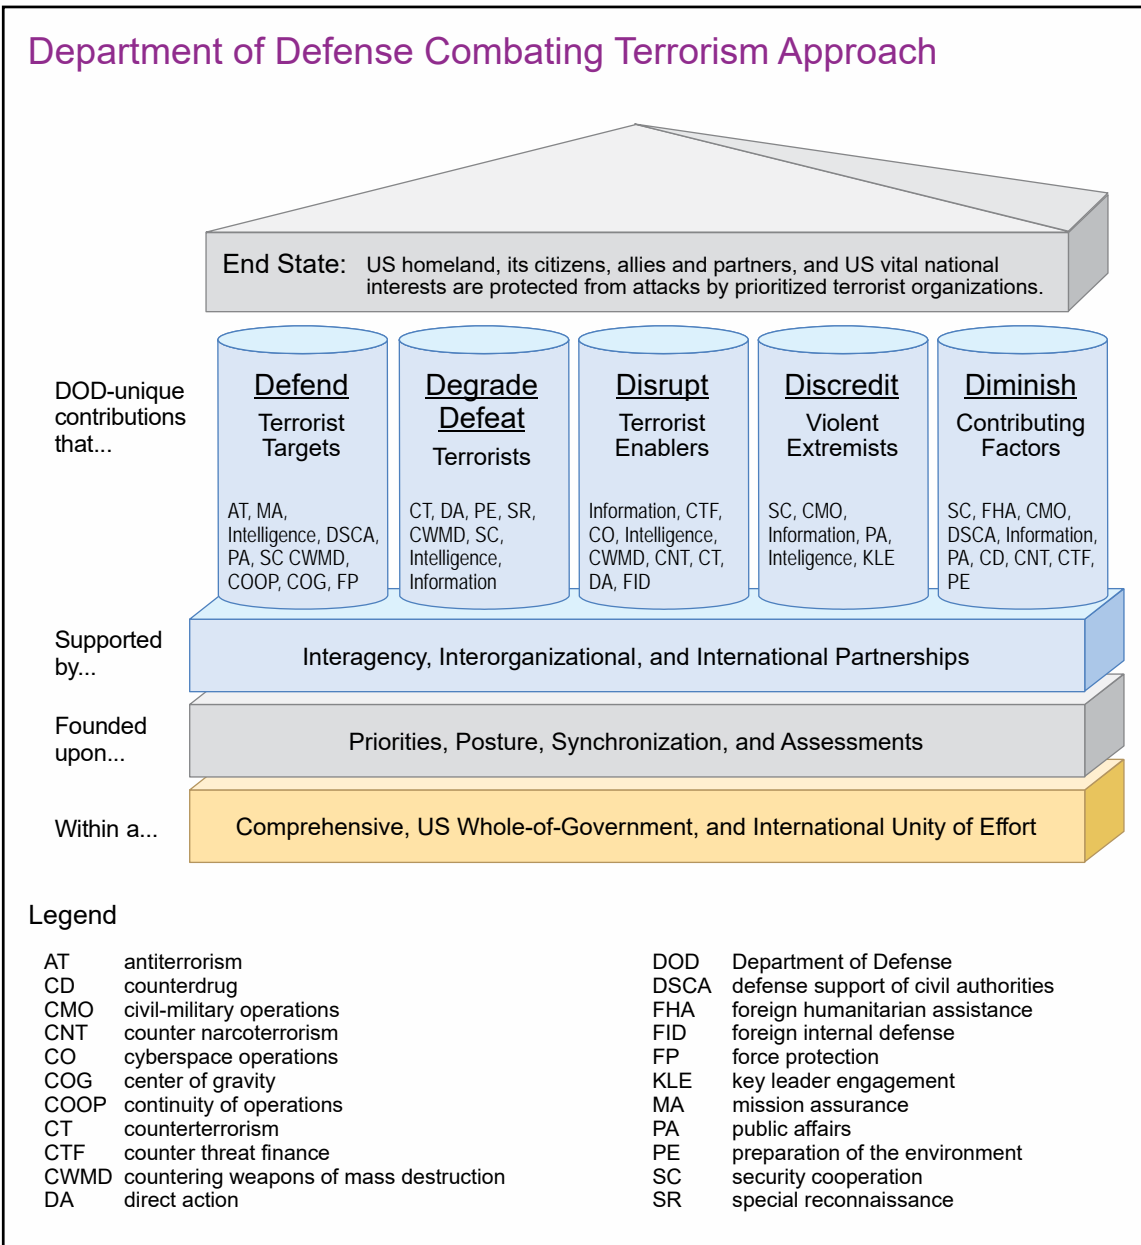 Department of Defense Combating Terrorism Approach
End State: US homeland, its citizens, allies and partners, and US vital national
interests are protected from attacks by prioritized terrorist organizations.
DOD-unique
contributions
that...
Defend
Terrorist
Targets
AT, MA,
Intelligence, DSCA,
PA, SC CWMD,
COOP, COG, FP
Degrade
Defeat
Terrorists
CT, DA, PE, SR,
CWMD, SC,
Intelligence,
Information
Disrupt
Terrorist
Enablers
Information, CTF,
CO, Intelligence,
CWMD, CNT, CT,
DA, FID
Discredit
Violent
Extremists
SC, CMO,
Information, PA,
Inteligence, KLE
Diminish
Contributing
Factors
SC, FHA, CMO,
DSCA, Information,
PA, CD, CNT, CTF,
PE
Supported
by...
Interagency, Interorganizational, and International Partnerships
Founded
upon...
Priorities, Posture, Synchronization, and Assessments
Within a...
Comprehensive, US Whole-of-Government, and International Unity of Effort
Legend
AT antiterrorism
CD counterdrug
CMO civil-military operations
CNT counter narcoterrorism
CO cyberspace operations
COG center of gravity
COOP continuity of operations
CT counterterrorism
CTF counter threat finance
CWMD countering weapons of mass destruction
DA direct action
DOD Department of Defense
DSCA defense support of civil authorities
FHA foreign humanitarian assistance
FID foreign internal defense
FP force protection
KLE key leader engagement
MA mission assurance
PA public affairs
PE preparation of the environment
SC security cooperation
SR special reconnaissance